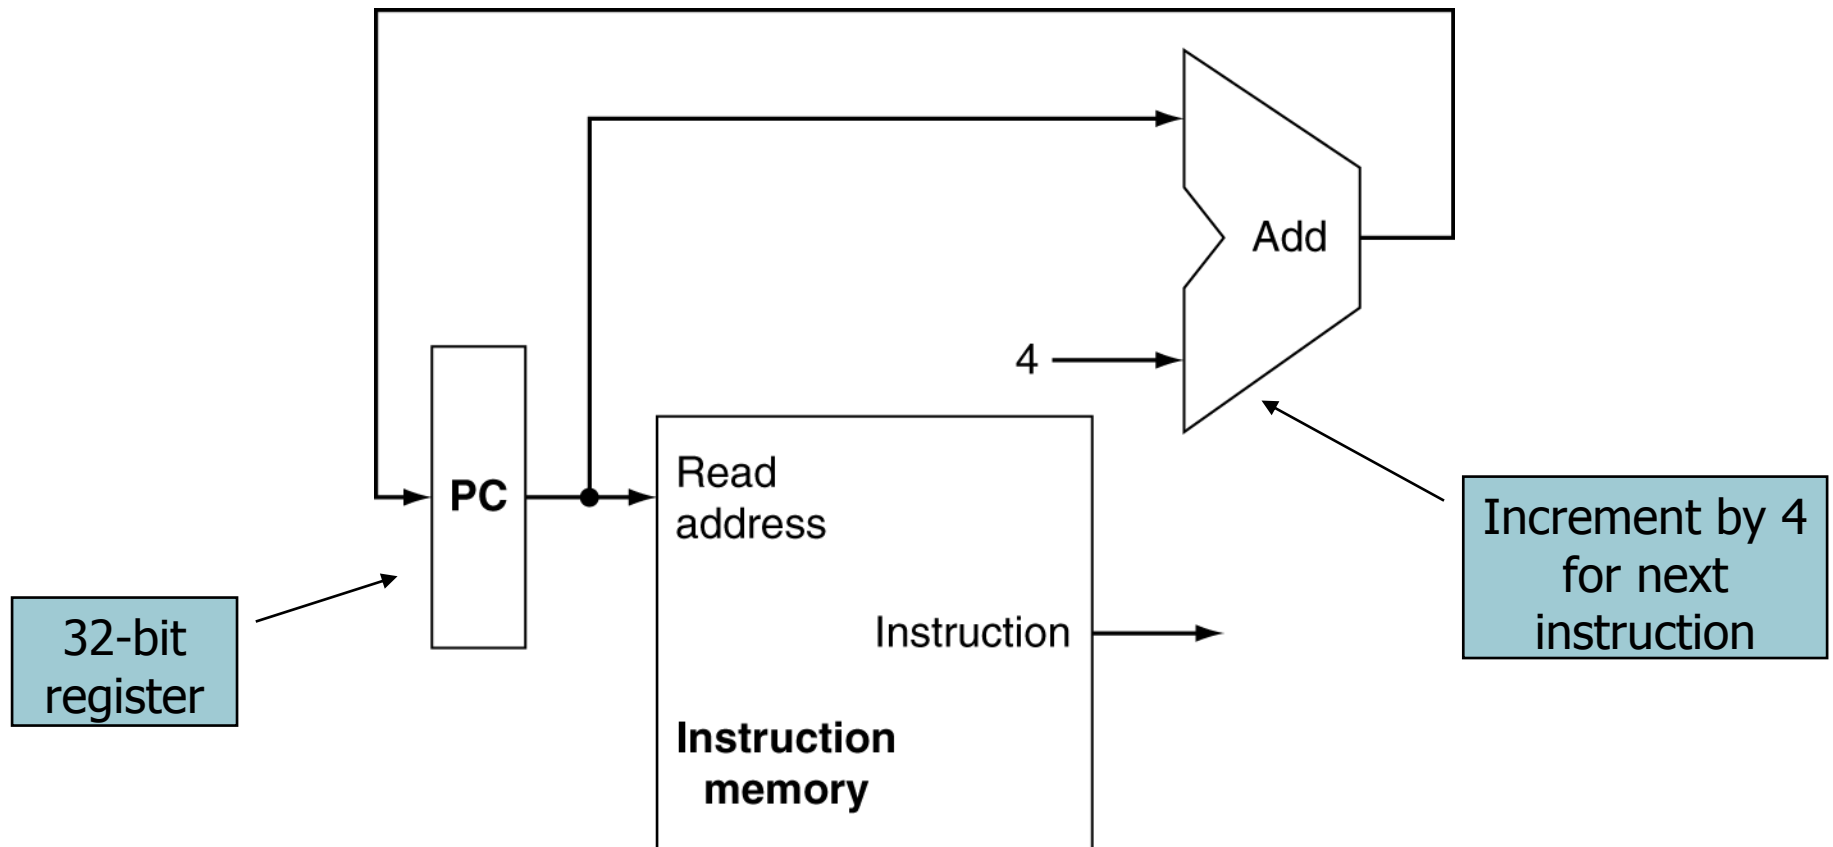 Add
4
PC
Read
address
Increment by 4
for next
instruction
32-bit
register
Instruction
Instruction
memory